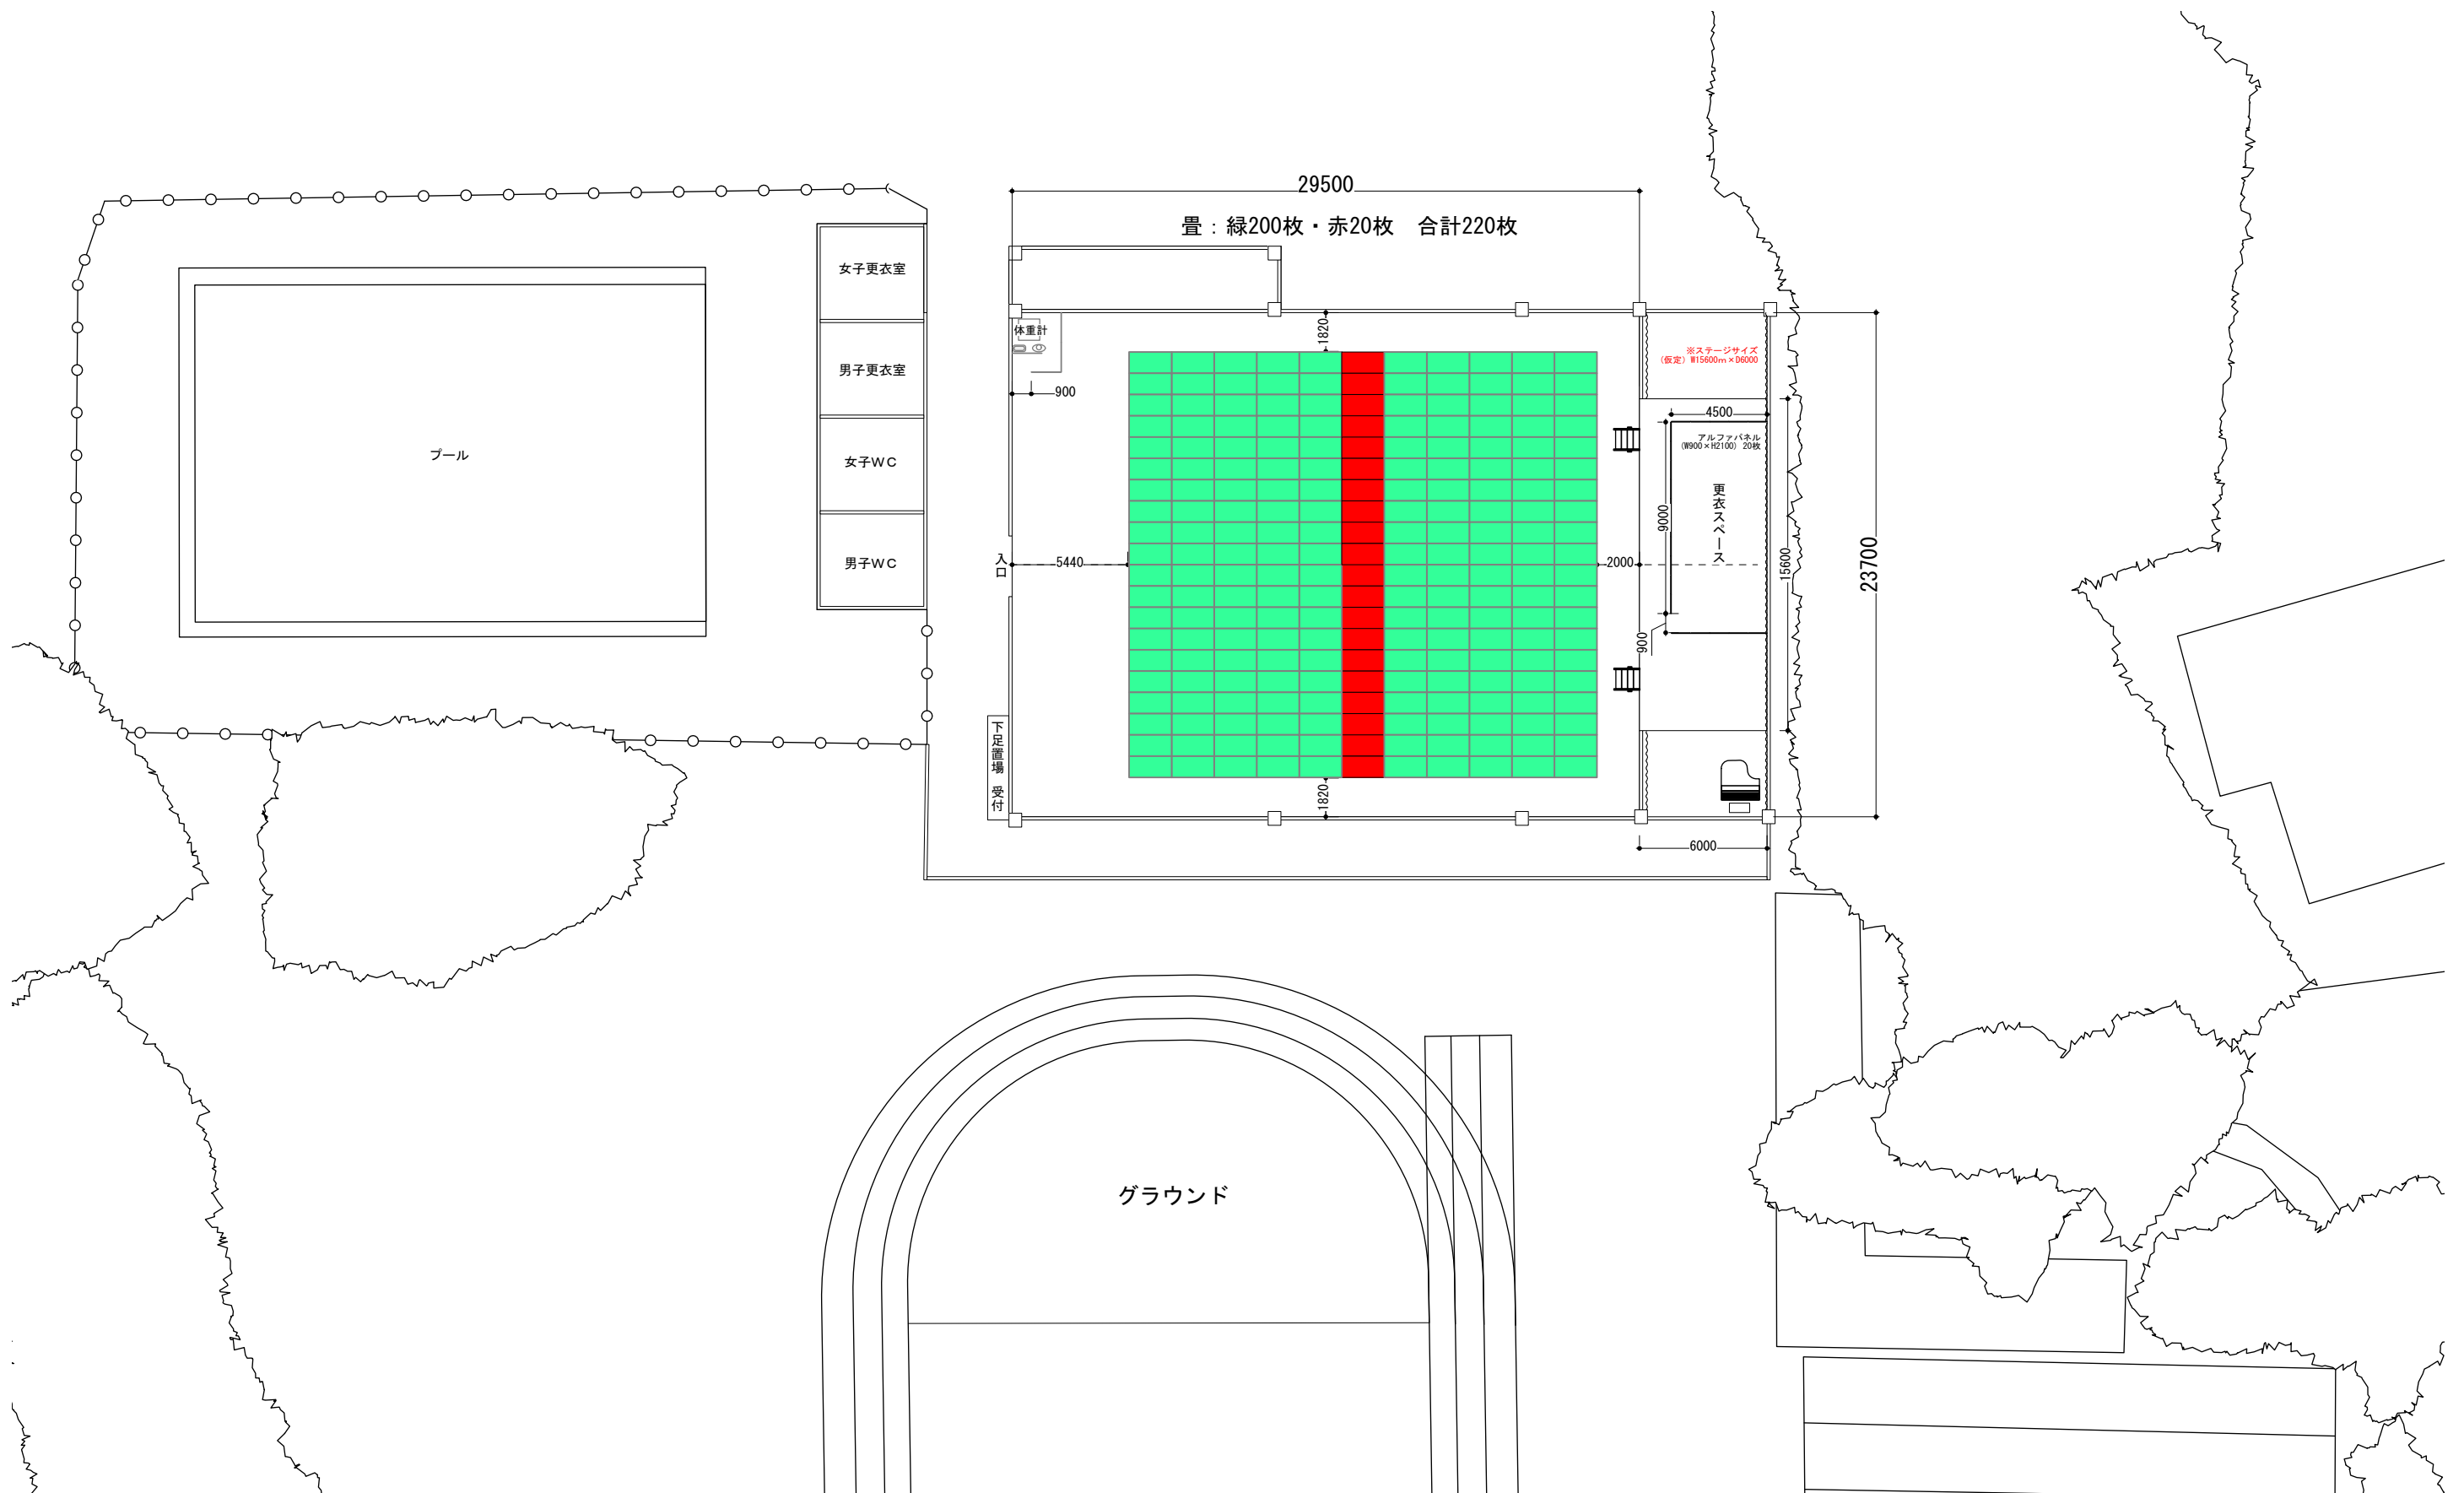 29500
畳：緑200枚・赤20枚　合計220枚
女子更衣室
男子更衣室
女子ＷＣ
男子ＷＣ
プール
体重計
1820
900
※ステージサイズ
(仮定) W15600ｍ×D6000
4500
アルファパネル
(W900×H2100) 20枚
更衣スペース
9000
15600
23700
入口
5440
2000
900
下足置場　受付
1820
6000
グラウンド